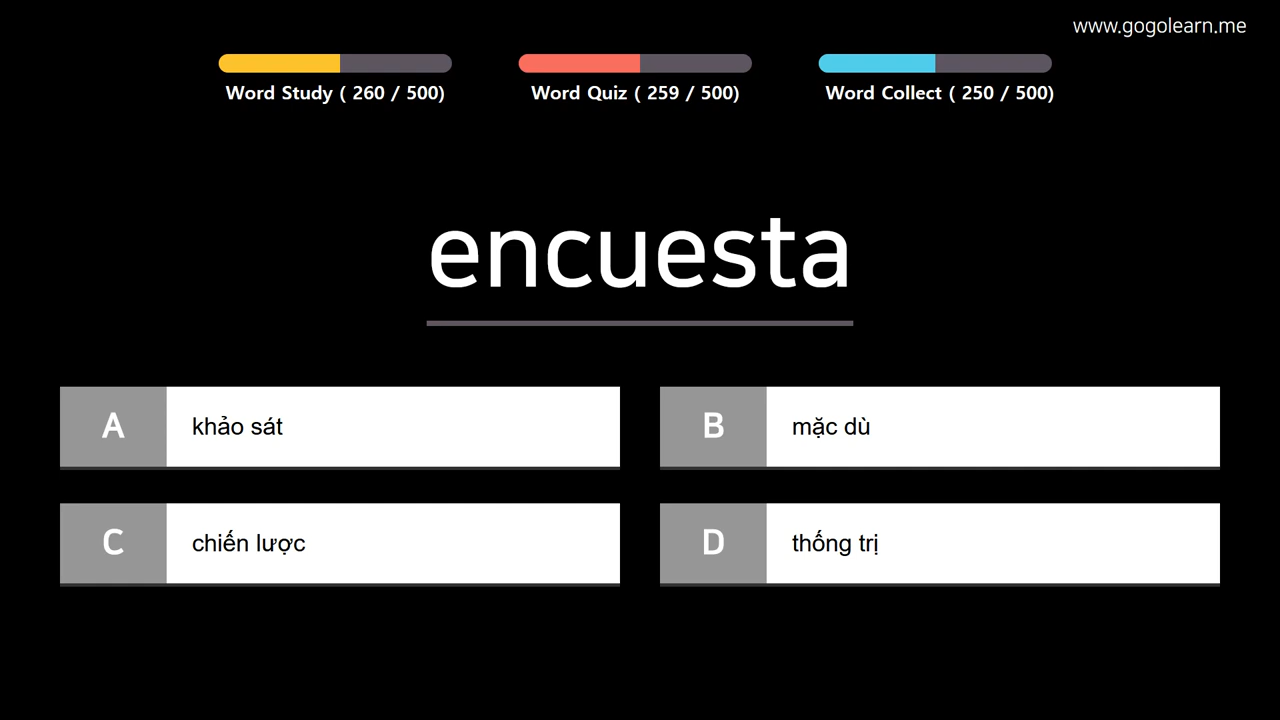 www.gogolearn.me
Word Study ( 260 / 500)
Word Quiz ( 259 / 500)
Word Collect ( 250 / 500)
encuesta
A khảo sát
B mặc dù
C chiến lược
D thống trị